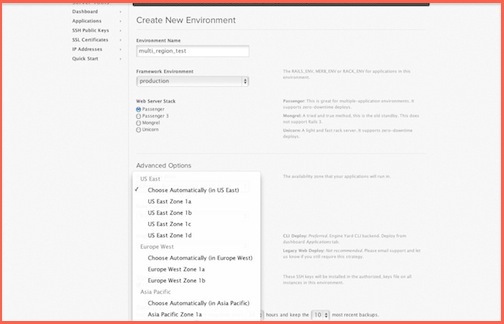 Dashboard
Applications
SSH Public Keys
SSL Certificates
IP Addresses
Quick Start
Create New Environment
Environment Name
multi_region_test
Framework Environment
production
The RAILS_ENV, MERB_ENV or RACK_ENV for applications in this
environment.
Web Server Stack
Passenger
Passenger 3
Mongrel
Unicorn
Passenger: This is great for multiple-application environments. It
supports zero-downtime deploys.
Mongrel: A tried and true method, this is the old standby. This does
not support Rails 3.
Unicorn: A light and fast rack server. It supports zero-downtime
deploys.
Advanced Options
The availability zone that your applications will run in.
US East
✓ Choose Automatically (in US East)
US East Zone 1a
US East Zone 1b
US East Zone 1c
US East Zone 1d
Europe West
Choose Automatically (in Europe West)
Europe West Zone 1a
Europe West Zone 1b
Asia Pacific
Choose Automatically (in Asia Pacific)
Asia Pacific Zone 1a
CLI Deploy: Preferred Engine Yard CLI backend. Deploy from
dashboard Applications tab.
Legacy Web Deploy: Not recommended. Please email support and let
us know if you still require this strategy.
These SSH keys will be installed in the authorized_keys file on all
instances in this environment.
hours and keep the 10 most recent backups.